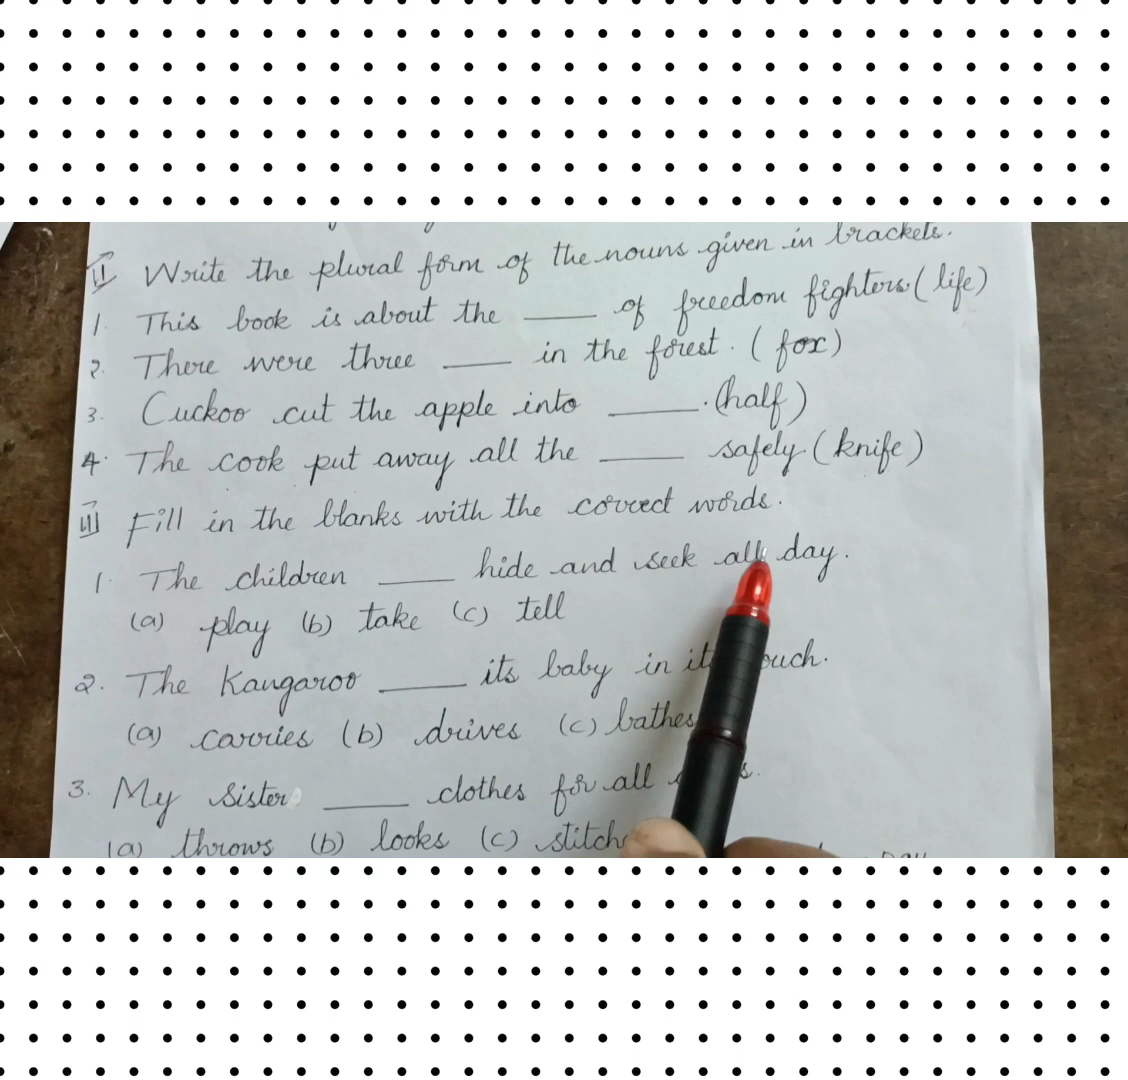 II Write the plural form of the nouns given in brackets.
1. This book is about the ____ of freedom fighters. (life)
2. There were three ____ in the forest. (fox)
3. Cuckoo cut the apple into ____. (half)
4. The cook put away all the ____ safely. (knife)
III Fill in the blanks with the correct words.
1. The children ____ hide and seek all day.
(a) play (b) take (c) tell
2. The Kangaroo ____ its baby in
(a) carries (b) drives (c) bathes
3. My sister ____ clothes for all
(a) throws (b) looks (c)